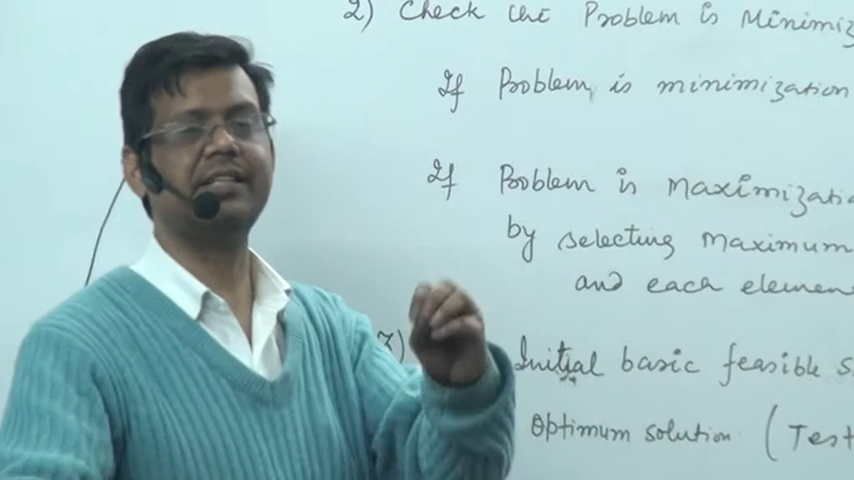 2) Check the Problem is Minimiz
If Problem is minimization
If Problem is maximizatio
by selecting maximum
and each element
3) Initial basic feasible s
Optimum solution (Test